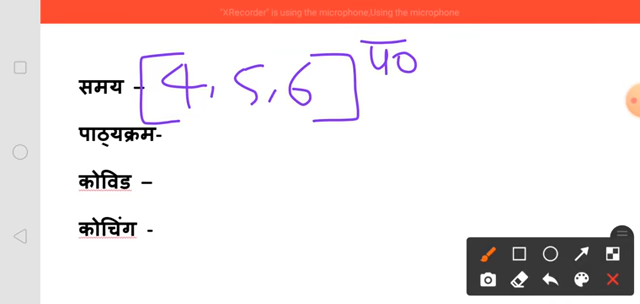 "XRecorder" is using the microphone,Using the microphone
समय – [4, 5, 6] 40
पाठ्यक्रम-
कोविड –
कोचिंग -